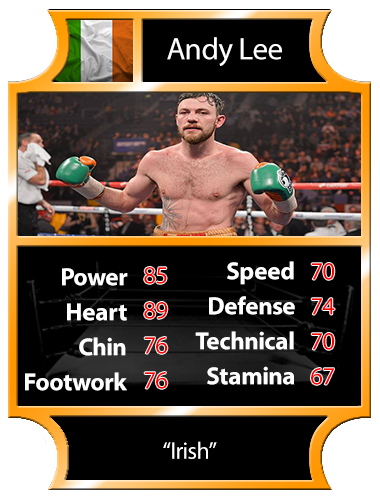 Andy Lee
Power 85 Speed 70
Heart 89 Defense 74
Chin 76 Technical 70
Footwork 76 Stamina 67
“Irish”